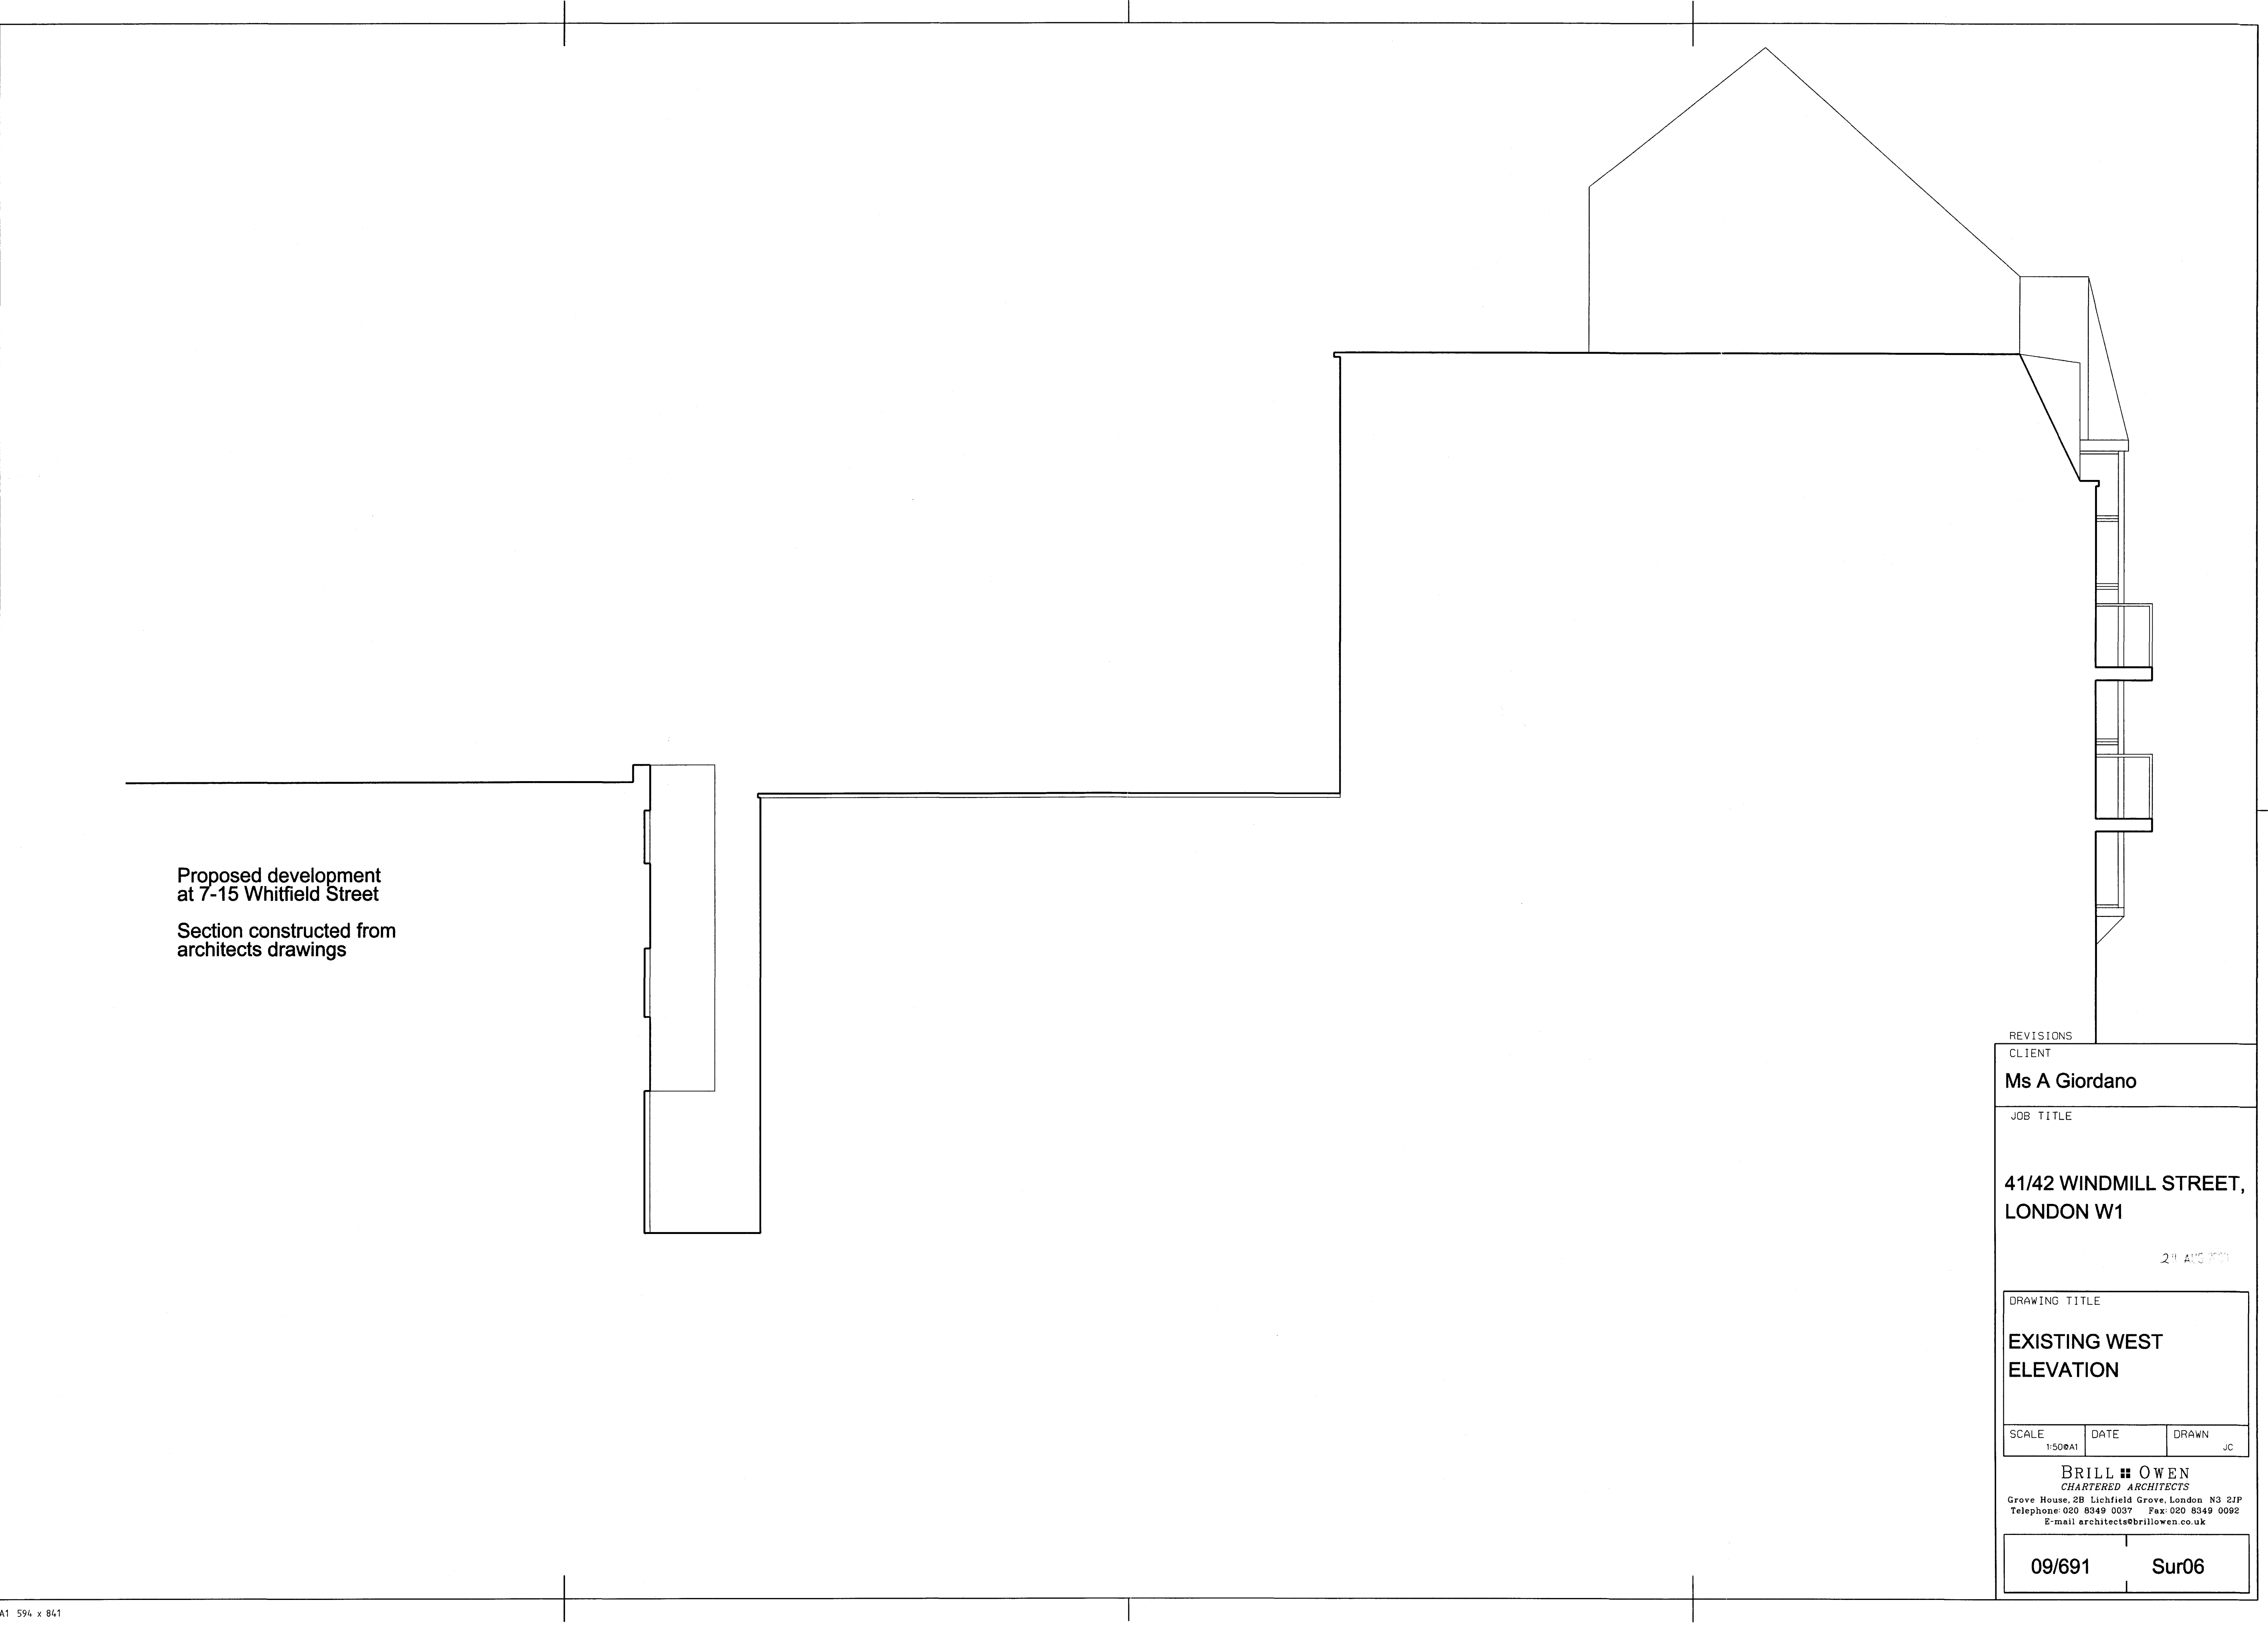 Proposed development
at 7-15 Whitfield Street
Section constructed from
architects drawings
REVISIONS
CLIENT
Ms A Giordano
JOB TITLE
41/42 WINDMILL STREET,
LONDON W1
AUG
DRAWING TITLE
EXISTING WEST
ELEVATION
SCALE DATE DRAWN
1:50@A1 JC
BRILL OWEN
CHARTERED ARCHITECTS
Grove House, 2B Lichfield Grove, London N3 2JP
Telephone: 020 8349 0037 Fax: 020 8349 0092
E-mail architects@brillowen.co.uk
09/691 Sur06
A1 594 x 841